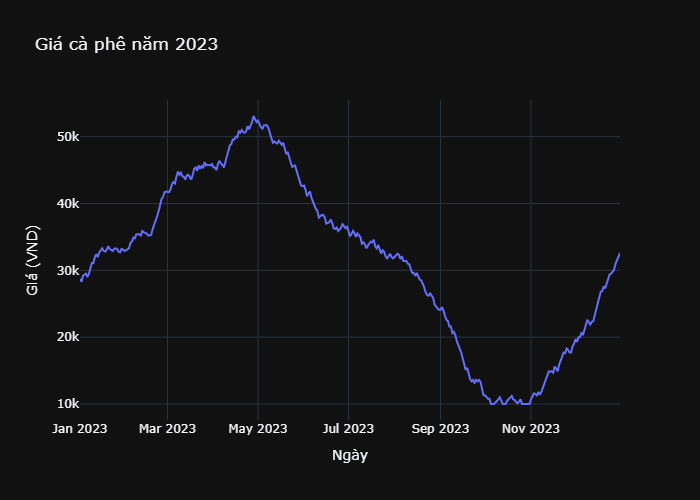 Giá cà phê năm 2023
Giá (VND)
50k
40k
30k
20k
10k
Jan 2023 Mar 2023 May 2023 Jul 2023 Sep 2023 Nov 2023
Ngày